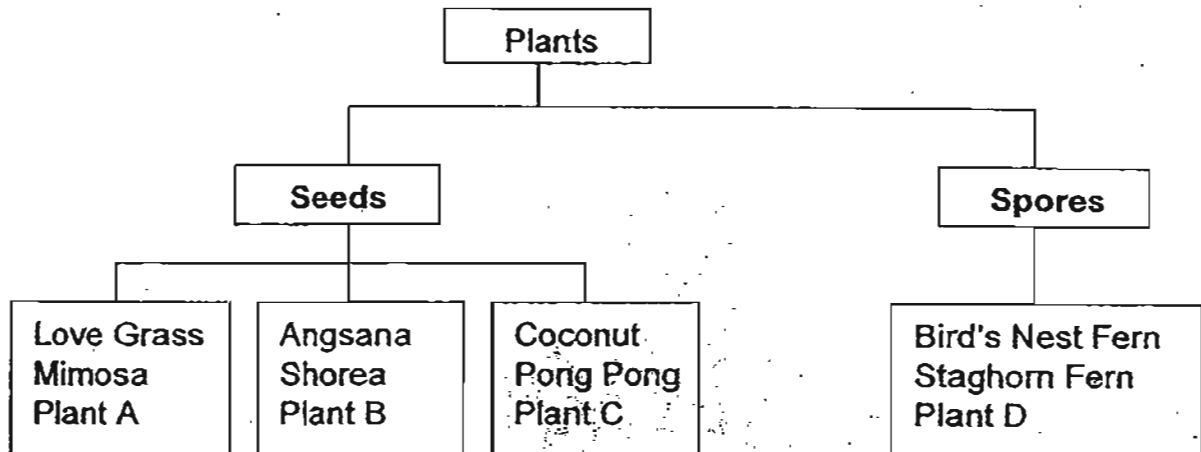 Plants
Seeds
Spores
Love Grass
Mimosa
Plant A
Angsana
Shorea
Plant B
Coconut
Pong Pong
Plant C
Bird's Nest Fern
Staghorn Fern
Plant D